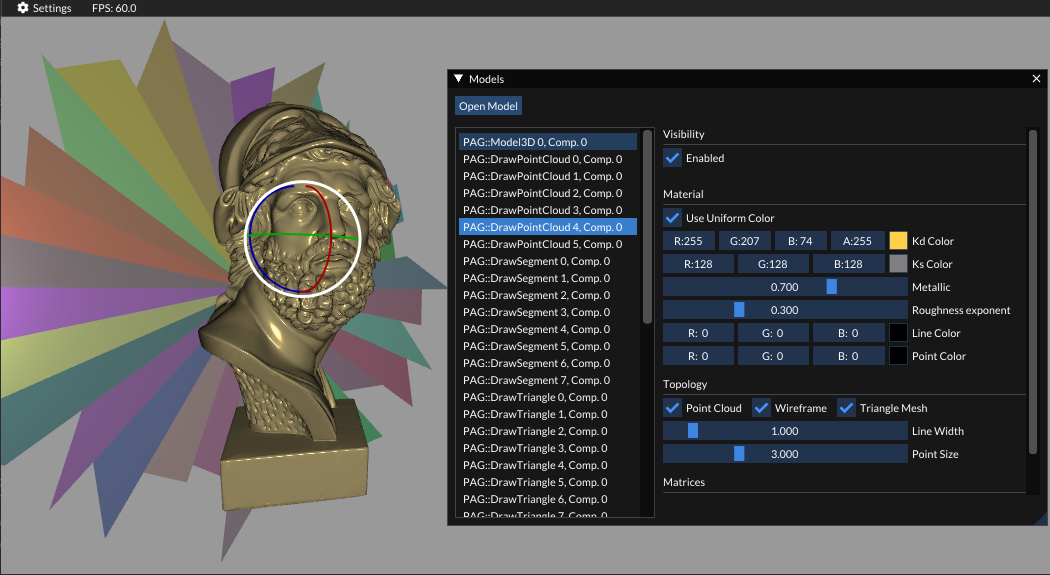 Settings FPS: 60.0
Models
Open Model
PAG::Model3D 0, Comp. 0
PAG::DrawPointCloud 0, Comp. 0
PAG::DrawPointCloud 1, Comp. 0
PAG::DrawPointCloud 2, Comp. 0
PAG::DrawPointCloud 3, Comp. 0
PAG::DrawPointCloud 4, Comp. 0
PAG::DrawPointCloud 5, Comp. 0
PAG::DrawSegment 0, Comp. 0
PAG::DrawSegment 1, Comp. 0
PAG::DrawSegment 2, Comp. 0
PAG::DrawSegment 3, Comp. 0
PAG::DrawSegment 4, Comp. 0
PAG::DrawSegment 5, Comp. 0
PAG::DrawSegment 6, Comp. 0
PAG::DrawSegment 7, Comp. 0
PAG::DrawTriangle 0, Comp. 0
PAG::DrawTriangle 1, Comp. 0
PAG::DrawTriangle 2, Comp. 0
PAG::DrawTriangle 3, Comp. 0
PAG::DrawTriangle 4, Comp. 0
PAG::DrawTriangle 5, Comp. 0
PAG::DrawTriangle 6, Comp. 0
PAG::DrawTriangle 7, Comp. 0
Visibility
Enabled
Material
Use Uniform Color
R:255 G:207 B: 74 A:255 Kd Color
R:128 G:128 B:128 Ks Color
0.700 Metallic
0.300 Roughness exponent
R: 0 G: 0 B: 0 Line Color
R: 0 G: 0 B: 0 Point Color
Topology
Point Cloud Wireframe Triangle Mesh
1.000 Line Width
3.000 Point Size
Matrices